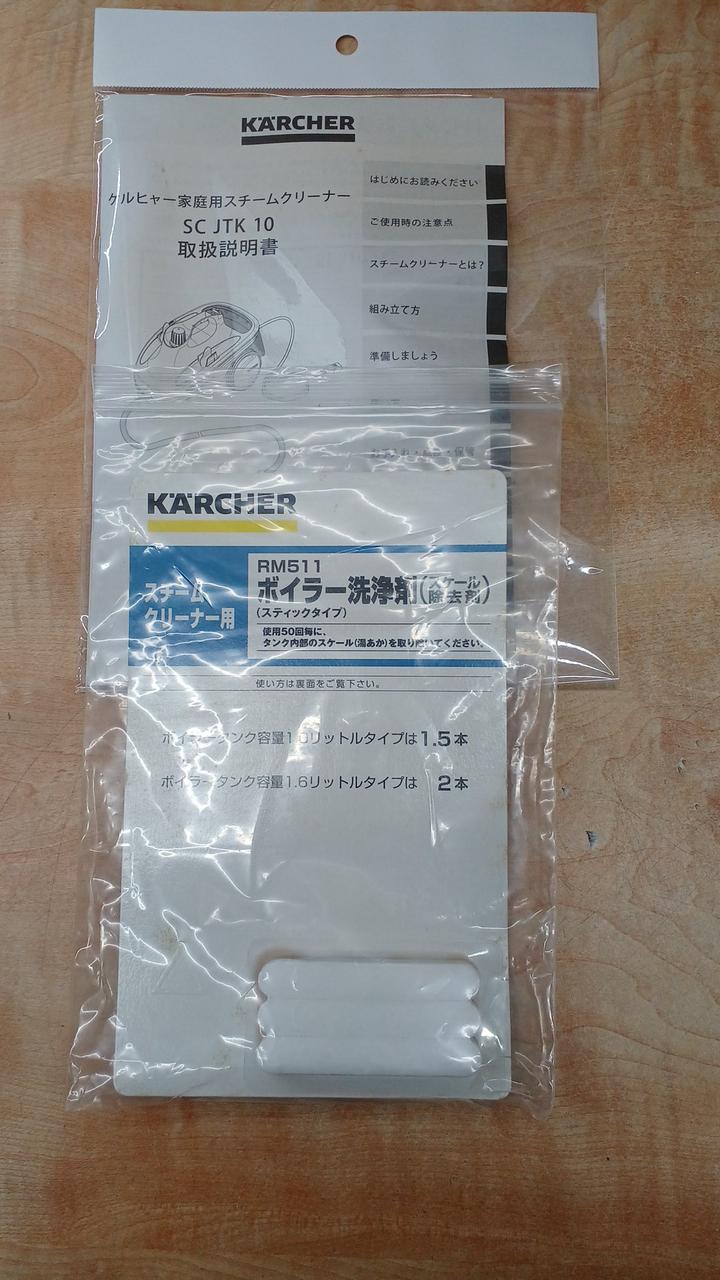 KÄRCHER
ケルヒャー家庭用スチームクリーナー
SC JTK 10
取扱説明書
はじめにお読みください
ご使用時の注意点
スチームクリーナーとは?
組み立て方
準備しましょう
KÄRCHER
スチーム
クリーナー用
RM511
ボイラー洗浄剤(スケール除去剤)
(スティックタイプ)
使用50回毎に、
タンク内部のスケール(湯あか)を取り除いてください。
使い方は裏面をご覧下さい。
ボイラータンク容量1.0リットルタイプは1.5本
ボイラータンク容量1.6リットルタイプは 2本